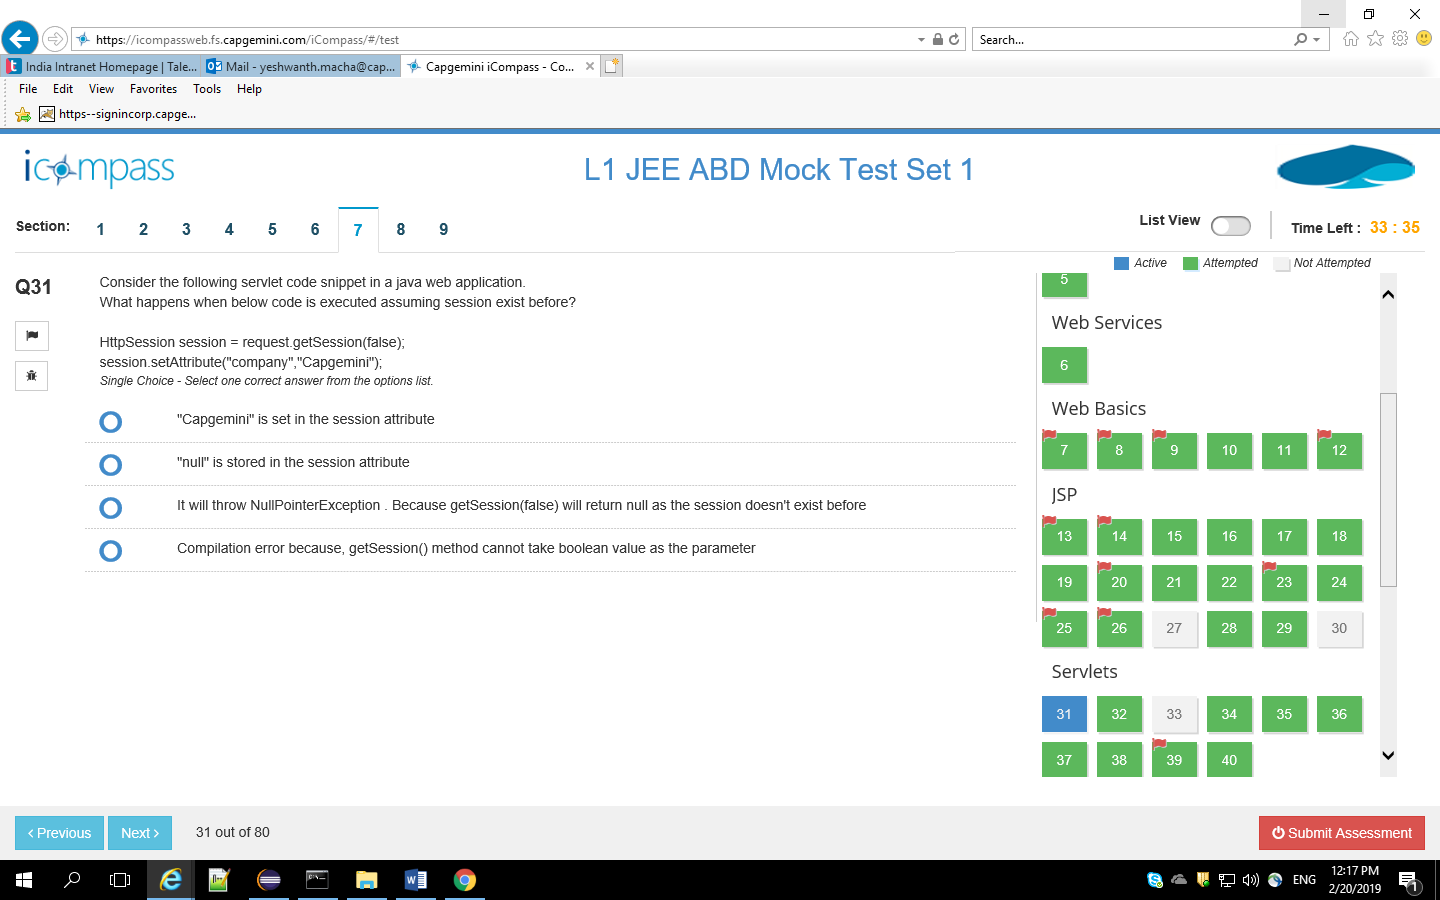 https://icompassweb.fs.capgemini.com/iCompass/#/test
Search...
India Intranet Homepage | Tale...
Mail - yeshwanth.macha@cap...
Capgemini iCompass - Co...
File Edit View Favorites Tools Help
https--signincorp.capge...
icompass
L1 JEE ABD Mock Test Set 1
Section: 1 2 3 4 5 6 7 8 9
List View
Time Left : 33 : 35
Active Attempted Not Attempted
Q31
Consider the following servlet code snippet in a java web application.
What happens when below code is executed assuming session exist before?
HttpSession session = request.getSession(false);
session.setAttribute("company","Capgemini");
Single Choice - Select one correct answer from the options list.
"Capgemini" is set in the session attribute
"null" is stored in the session attribute
It will throw NullPointerException . Because getSession(false) will return null as the session doesn't exist before
Compilation error because, getSession() method cannot take boolean value as the parameter
5
Web Services
6
Web Basics
7 8 9 10 11 12
JSP
13 14 15 16 17 18
19 20 21 22 23 24
25 26 27 28 29 30
Servlets
31 32 33 34 35 36
37 38 39 40
‹ Previous
Next ›
31 out of 80
Submit Assessment
ENG
12:17 PM
2/20/2019
1